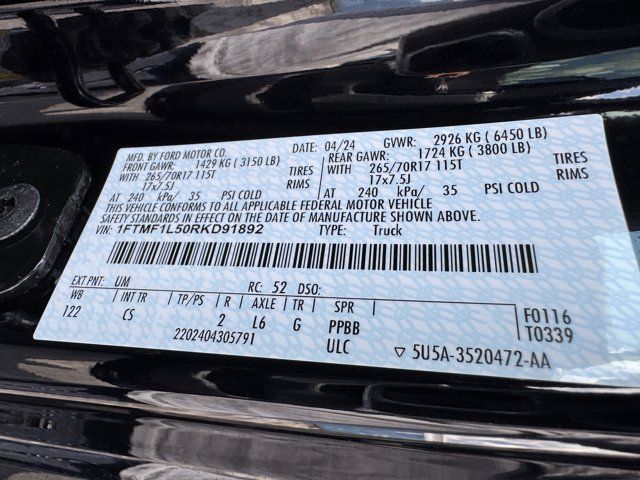 MFD. BY FORD MOTOR CO. DATE: 04/24 GVWR: 2926 KG ( 6450 LB)
FRONT GAWR: 1429 KG ( 3150 LB) REAR GAWR: 1724 KG ( 3800 LB)
WITH 265/70R17 115T TIRES WITH 265/70R17 115T TIRES
17x7.5J RIMS 17x7.5J RIMS
AT 240 kPa/ 35 PSI COLD AT 240 kPa/ 35 PSI COLD
THIS VEHICLE CONFORMS TO ALL APPLICABLE FEDERAL MOTOR VEHICLE
SAFETY STANDARDS IN EFFECT ON THE DATE OF MANUFACTURE SHOWN ABOVE.
VIN: 1FTMF1L50RKD91892 TYPE: Truck
EXT PNT: UM RC: 52 DSO:
WB INT TR TP/PS R AXLE TR SPR
122 CS 2 L6 G PPBB F0116
2202404305791 ULC T0339
▽ 5U5A-3520472-AA